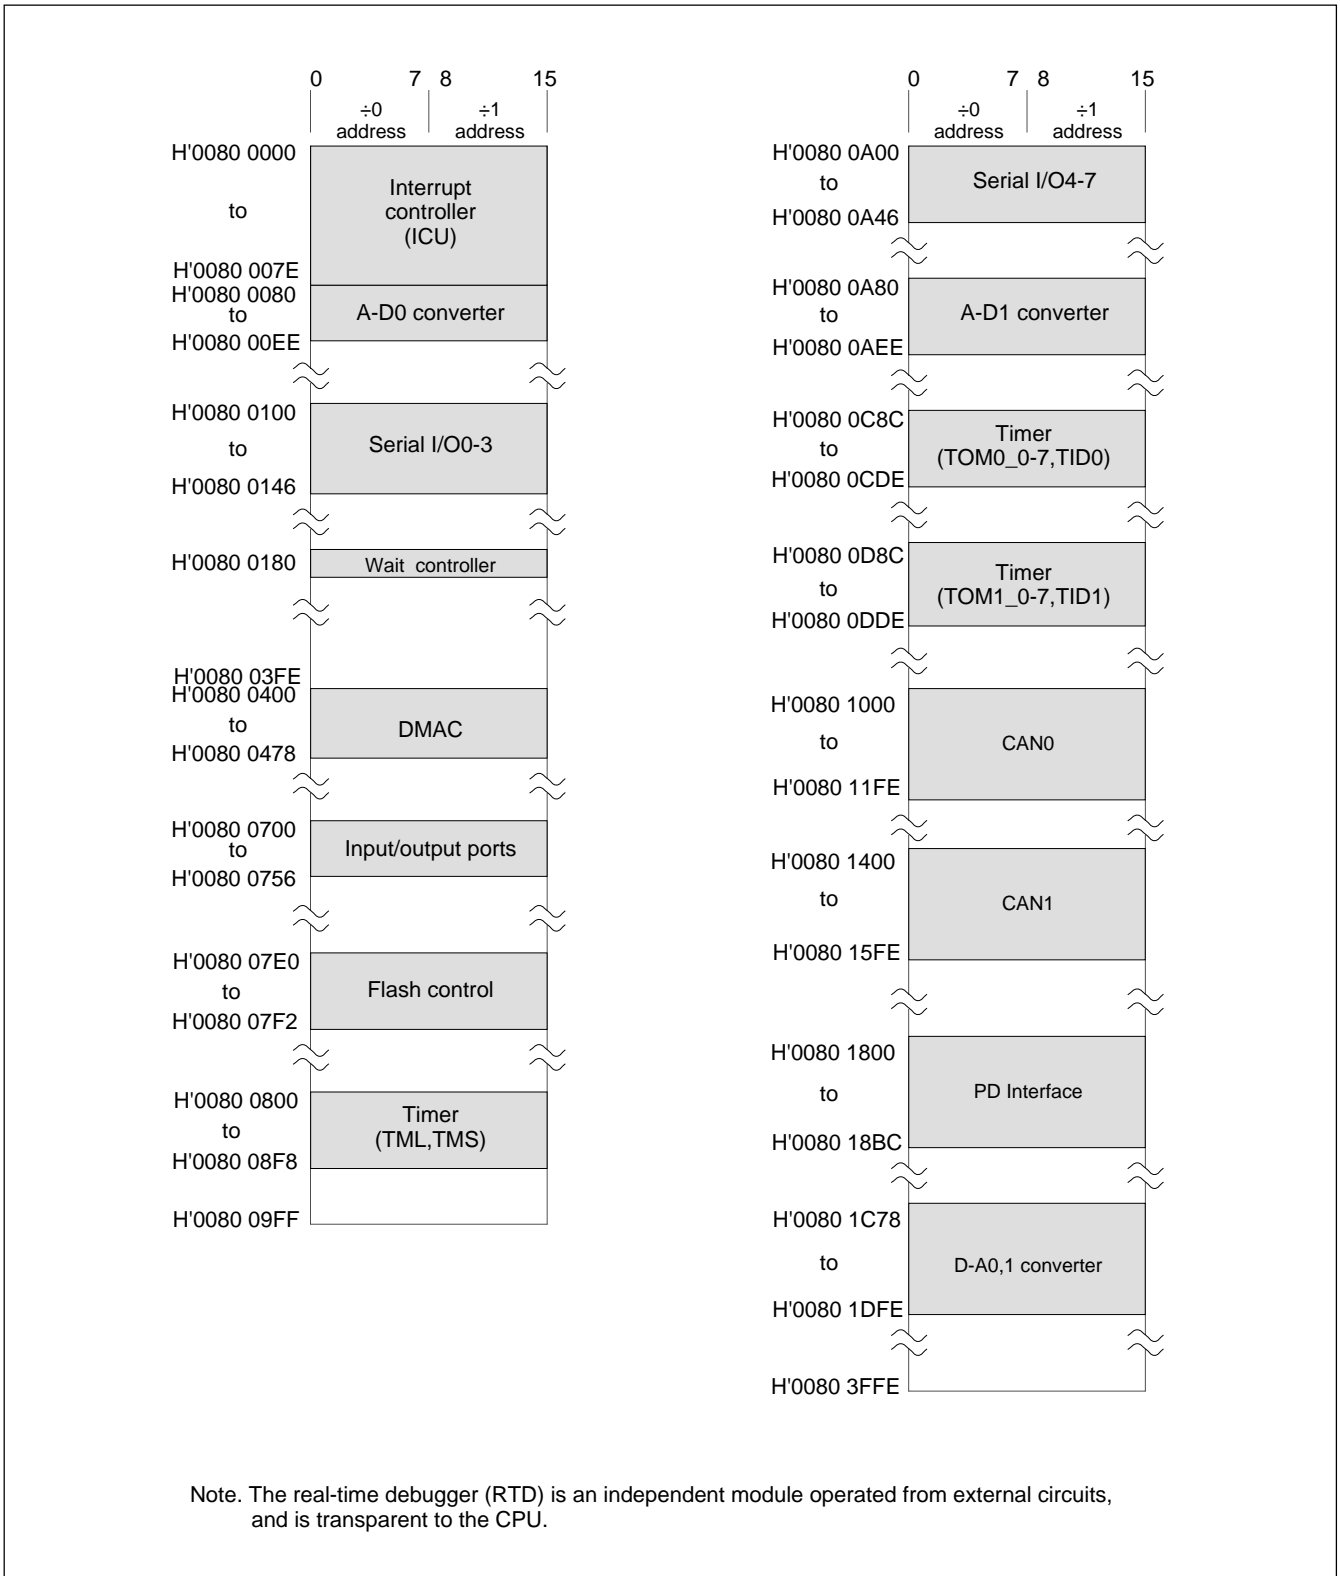 0 7 8 15
÷0 ÷1
address address
H'0080 0000
to
H'0080 007E
Interrupt
controller
(ICU)
H'0080 0080
to
H'0080 00EE
A-D0 converter
H'0080 0100
to
H'0080 0146
Serial I/O0-3
H'0080 0180
Wait controller
H'0080 03FE
H'0080 0400
to
H'0080 0478
DMAC
H'0080 0700
to
H'0080 0756
Input/output ports
H'0080 07E0
to
H'0080 07F2
Flash control
H'0080 0800
to
H'0080 08F8
Timer
(TML,TMS)
H'0080 09FF
0 7 8 15
÷0 ÷1
address address
H'0080 0A00
to
H'0080 0A46
Serial I/O4-7
H'0080 0A80
to
H'0080 0AEE
A-D1 converter
H'0080 0C8C
to
H'0080 0CDE
Timer
(TOM0_0-7,TID0)
H'0080 0D8C
to
H'0080 0DDE
Timer
(TOM1_0-7,TID1)
H'0080 1000
to
H'0080 11FE
CAN0
H'0080 1400
to
H'0080 15FE
CAN1
H'0080 1800
to
H'0080 18BC
PD Interface
H'0080 1C78
to
H'0080 1DFE
D-A0,1 converter
H'0080 3FFE
Note. The real-time debugger (RTD) is an independent module operated from external circuits,
and is transparent to the CPU.